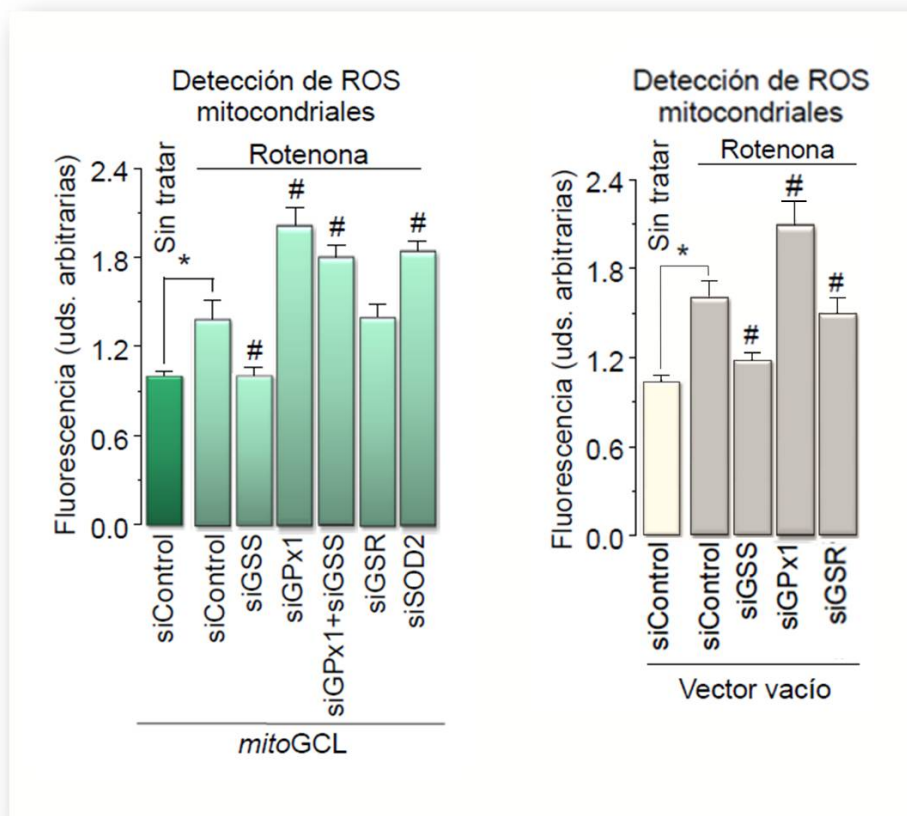 Detección de ROS
mitocondriales
Rotenona
Sin tratar
Fluorescencia (uds. arbitrarias)
2.4
1.8
1.2
0.6
0.0
*
#
#
#
#
siControl
siControl
siGSS
siGPx1
siGPx1+siGSS
siGSR
siSOD2
mitoGCL
Detección de ROS
mitocondriales
Rotenona
Sin tratar
Fluorescencia (uds. arbitrarias)
2.4
1.8
1.2
0.6
0.0
*
#
#
#
siControl
siControl
siGSS
siGPx1
siGSR
Vector vacío